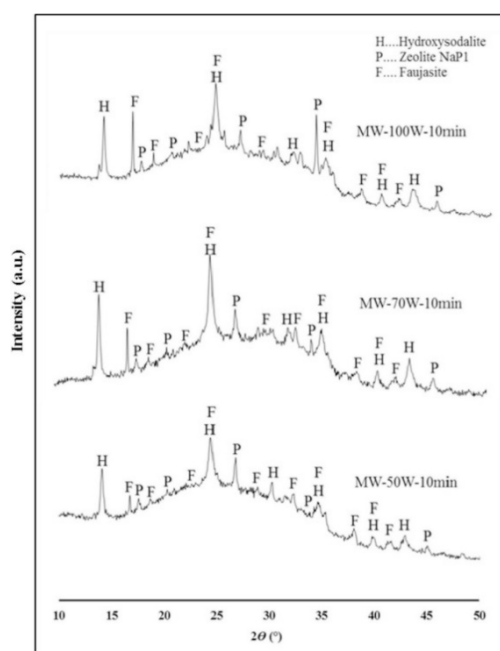 H....Hydroxysodalite
P.... Zeolite NaP1
F.... Faujasite
MW-100W-10min
H F P F P F F H P F H P F H F F H F H P
MW-70W-10min
H F P F P F F H P F H F P F H F F H F H P
MW-50W-10min
H F P F P F F H P F H F P F H F F H F H P
Intensity (a.u.)
10 15 20 25 30 35 40 45 50
2Θ (°)